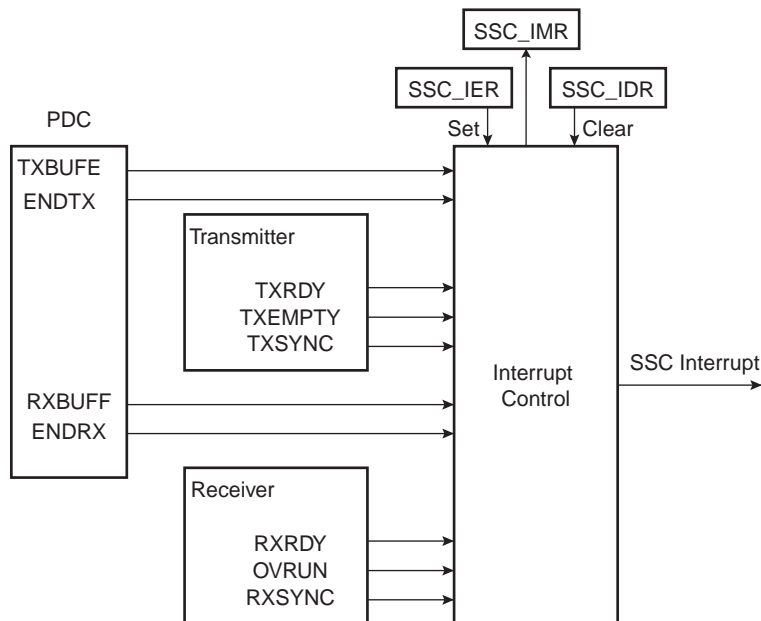 SSC_IMR
SSC_IER
SSC_IDR
PDC
Set
Clear
TXBUFE
ENDTX
Transmitter
TXRDY
TXEMPTY
TXSYNC
RXBUFF
ENDRX
Interrupt
Control
SSC Interrupt
Receiver
RXRDY
OVRUN
RXSYNC